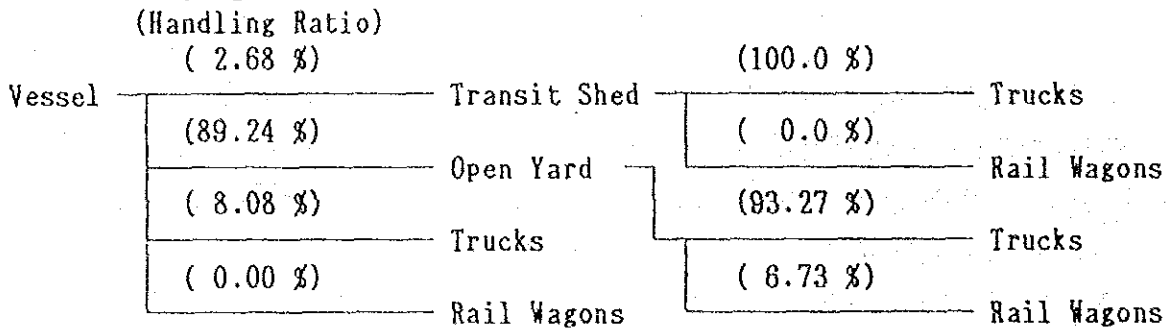 (Handling Ratio)
( 2.68 %) (100.0 %)
Vessel Transit Shed Trucks
(89.24 %) ( 0.0 %)
Open Yard Rail Wagons
( 8.08 %) (93.27 %)
Trucks Trucks
( 0.00 %) ( 6.73 %)
Rail Wagons Rail Wagons